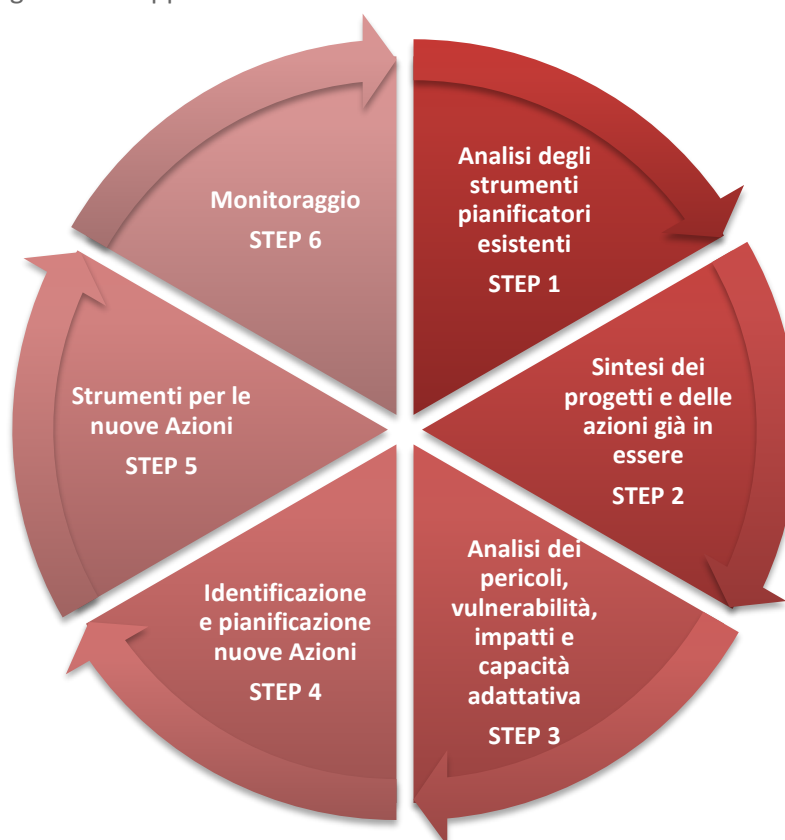 Analisi degli
strumenti
pianificatori
esistenti
STEP 1
Sintesi dei
progetti e delle
azioni già in
essere
STEP 2
Analisi dei
pericoli,
vulnerabilità,
impatti e
capacità
adattativa
STEP 3
Identificazione
e pianificazione
nuove Azioni
STEP 4
Strumenti per le
nuove Azioni
STEP 5
Monitoraggio
STEP 6